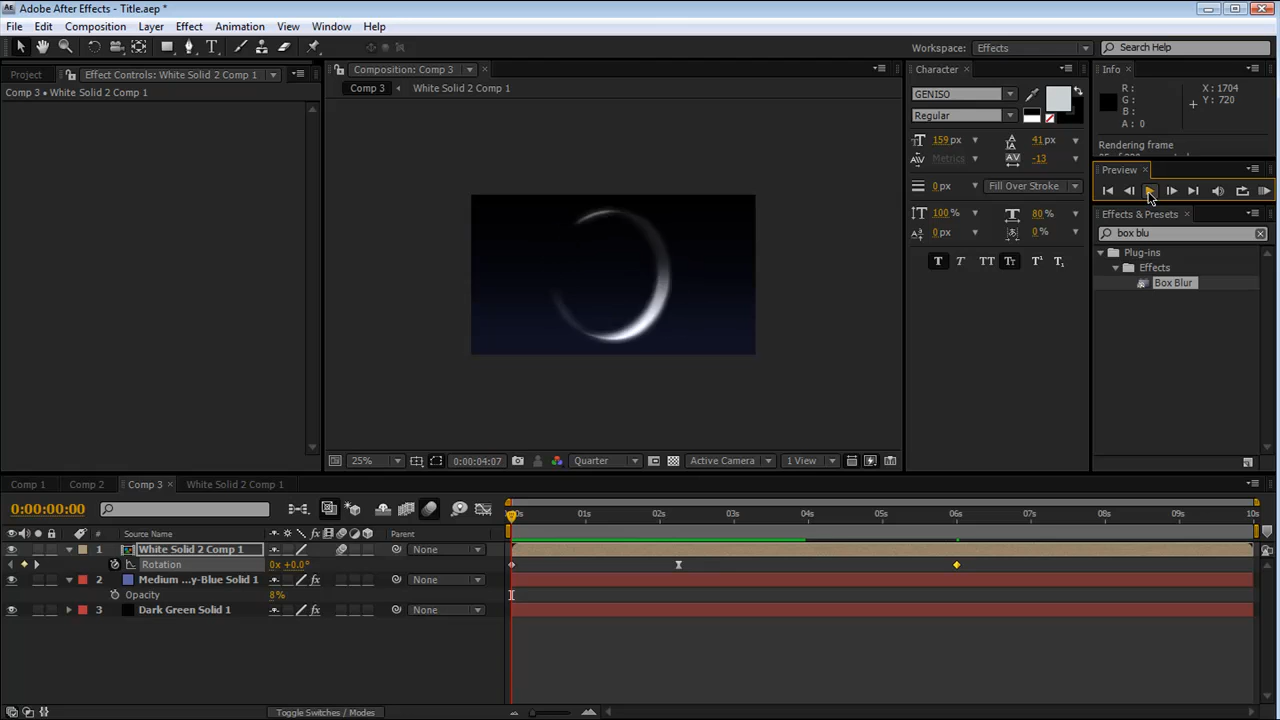 Adobe After Effects - Title.aep *
File Edit Composition Layer Effect Animation View Window Help
Workspace: Effects Search Help
Project Effect Controls: White Solid 2 Comp 1
Comp 3 • White Solid 2 Comp 1
Composition: Comp 3
Comp 3 White Solid 2 Comp 1
25% 0:00:04:07 Quarter Active Camera 1 View
Character
GENISO
Regular
159 px 41 px
Metrics -13
0 px Fill Over Stroke
100 % 80 %
0 px 0 %
T T TT Tt T¹ T₁
Info
R : X : 1704
G : Y : 720
B :
A : 0
Rendering frame
Preview
Effects & Presets
box blu
Plug-ins
Effects
Box Blur
Comp 1 Comp 2 Comp 3 White Solid 2 Comp 1
0:00:00:00
01s 02s 03s 04s 05s 06s 07s 08s 09s 10s
# Source Name Parent
1 White Solid 2 Comp 1 None
Rotation 0x +0.0°
2 Medium ...y-Blue Solid 1 None
Opacity 8%
3 Dark Green Solid 1 None
Toggle Switches / Modes